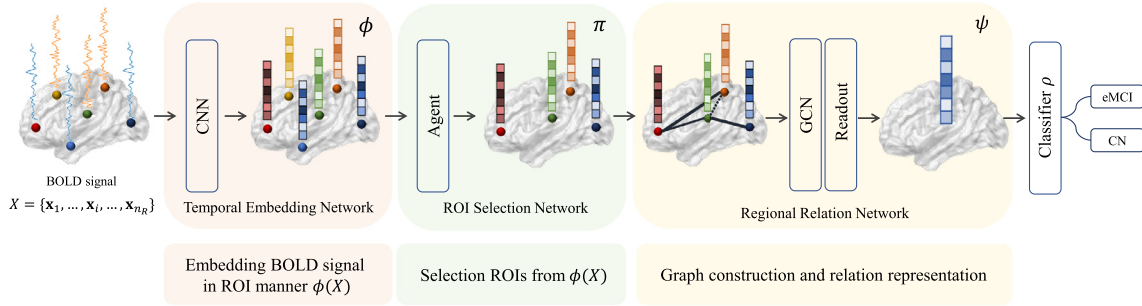 BOLD signal
X = {x₁, ..., xᵢ, ..., xₙ_R}
CNN
ϕ
Temporal Embedding Network
Agent
π
ROI Selection Network
GCN
Readout
ψ
Regional Relation Network
Classifier ρ
eMCI
CN
Embedding BOLD signal
in ROI manner ϕ(X)
Selection ROIs from ϕ(X)
Graph construction and relation representation